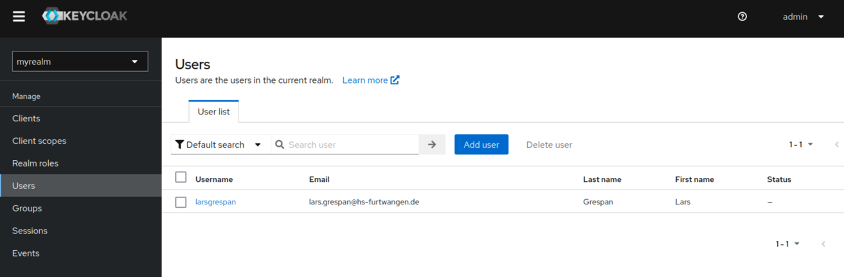 KEYCLOAK
admin
myrealm
Manage
Clients
Client scopes
Realm roles
Users
Groups
Sessions
Events
Users
Users are the users in the current realm. Learn more
User list
Default search Search user Add user Delete user 1 - 1
Username Email Last name First name Status
larsgrespan lars.grespan@hs-furtwangen.de Grespan Lars –
1 - 1